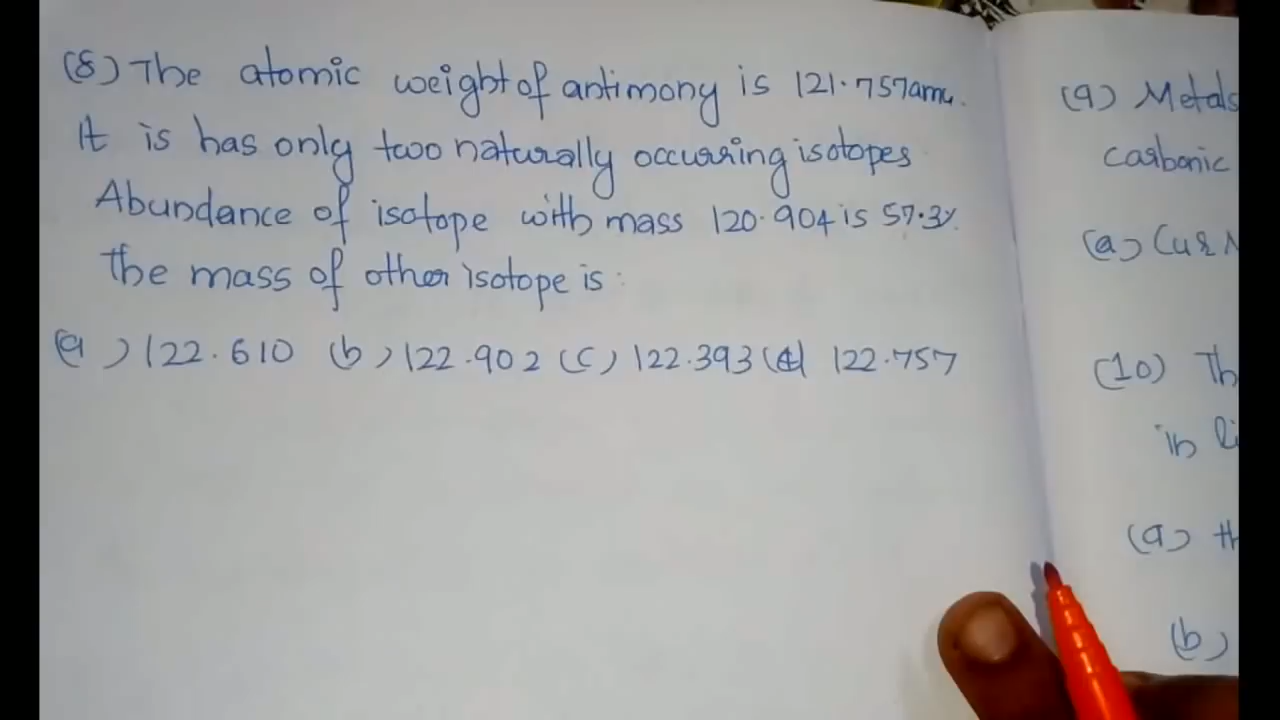 (8) The atomic weight of antimony is 121.757amu.
It is has only two naturally occurring isotopes
Abundance of isotope with mass 120.904 is 57.3%
The mass of other isotope is :
(a) 122.610 (b) 122.902 (c) 122.393 (d 122.757
(9) Metals
carbonic
(a)
(10) Th
in li
(a) th
(b)